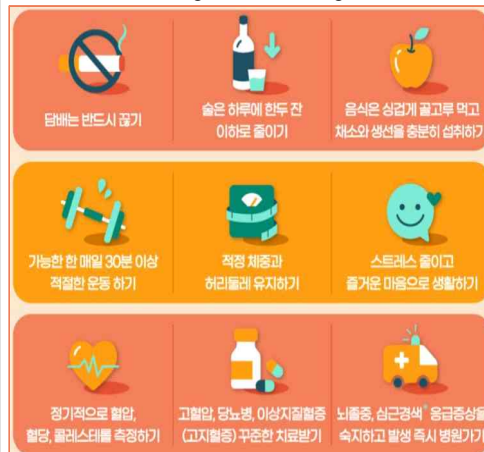 담배는 반드시 끊기
술은 하루에 한두 잔
이하로 줄이기
음식은 싱겁게 골고루 먹고
채소와 생선을 충분히 섭취하기
가능한 한 매일 30분 이상
적절한 운동 하기
적정 체중과
허리둘레 유지하기
스트레스 줄이고
즐거운 마음으로 생활하기
정기적으로 혈압,
혈당, 콜레스테롤 측정하기
고혈압, 당뇨병, 이상지질혈증
(고지혈증) 꾸준한 치료받기
뇌졸중, 심근경색 응급증상을
숙지하고 발생 즉시 병원가기